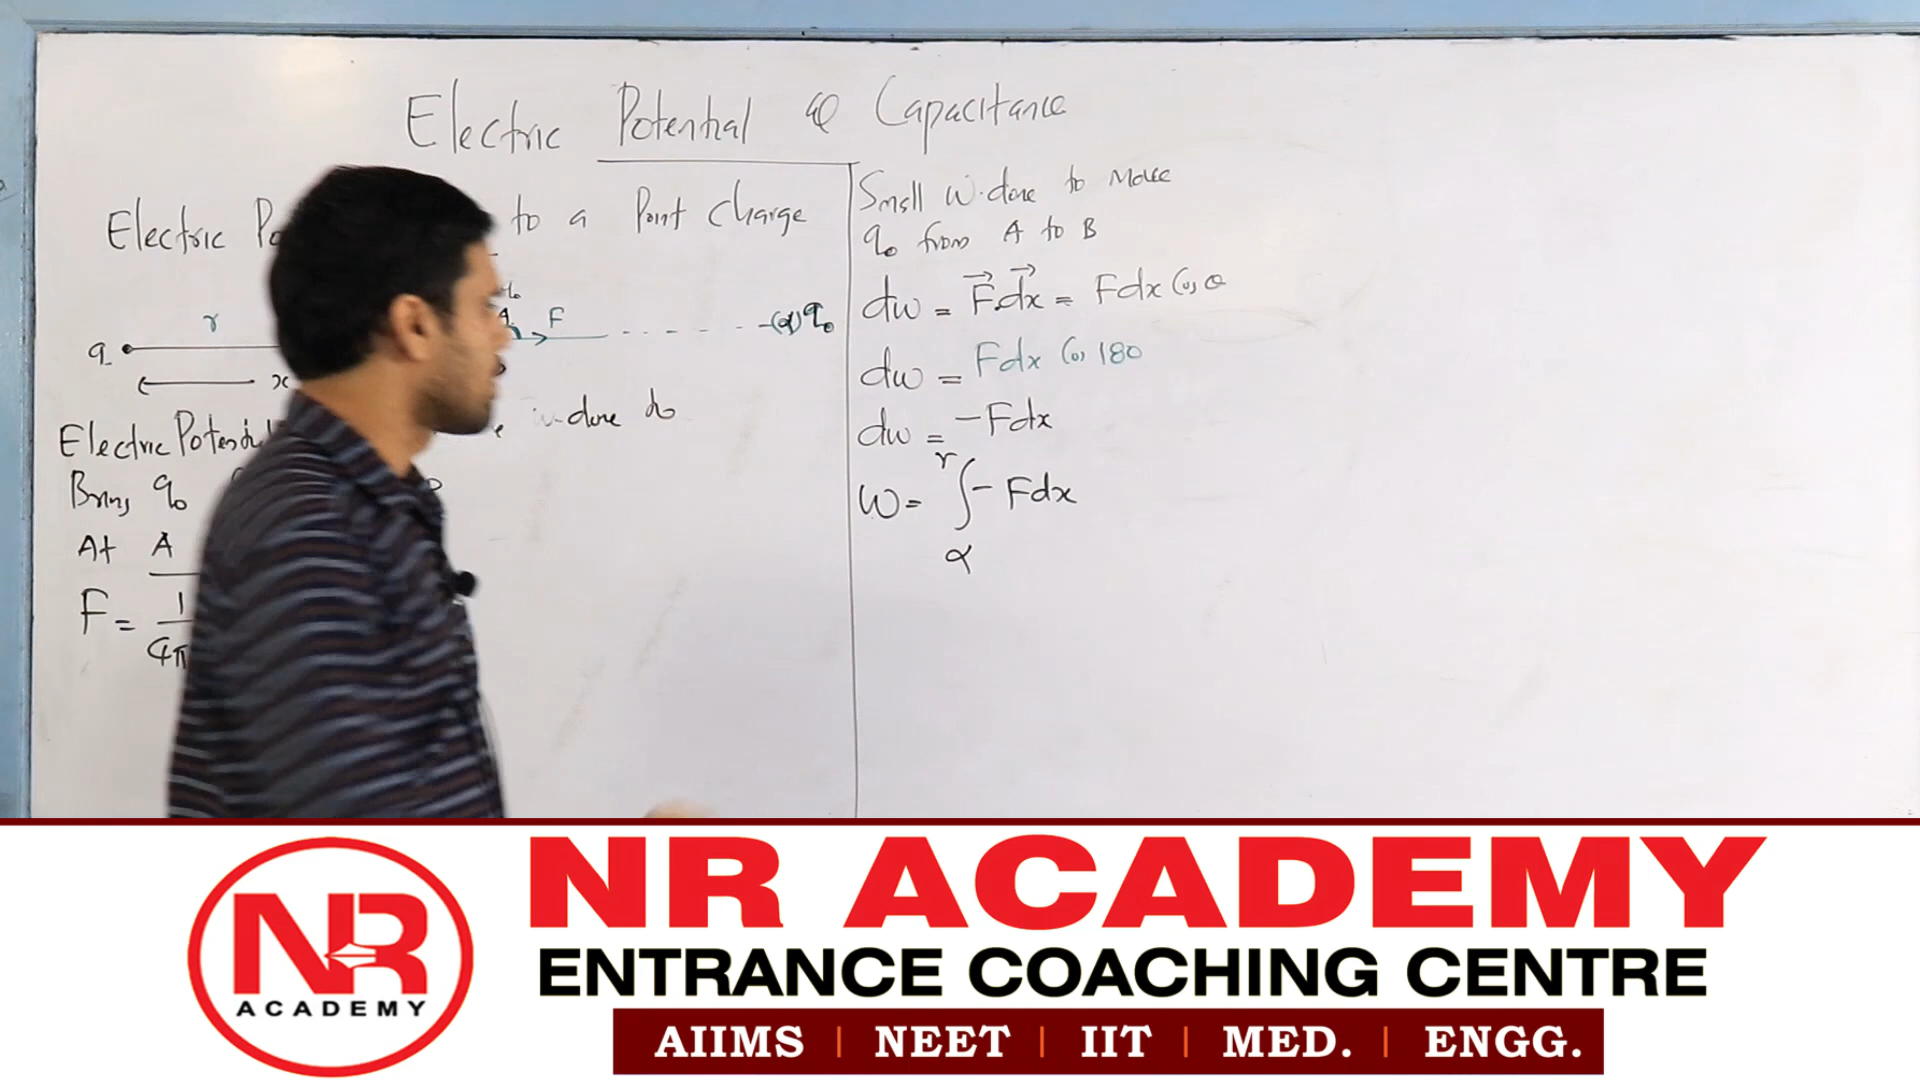 Electric Potential & Capacitance
Electric to a Point Charge
r
A F (α) q₀
q
x
Electric w.done to
Bring q₀
At A
F = 1
4π
Small w.done to Move
q₀ from A to B
dw = F⃗.dx⃗ = Fdx Cos θ
dw = Fdx Cos 180
dw = -Fdx
r
w = ∫ - Fdx
α
NR
ACADEMY
NR ACADEMY
ENTRANCE COACHING CENTRE
AIIMS | NEET | IIT | MED. | ENGG.